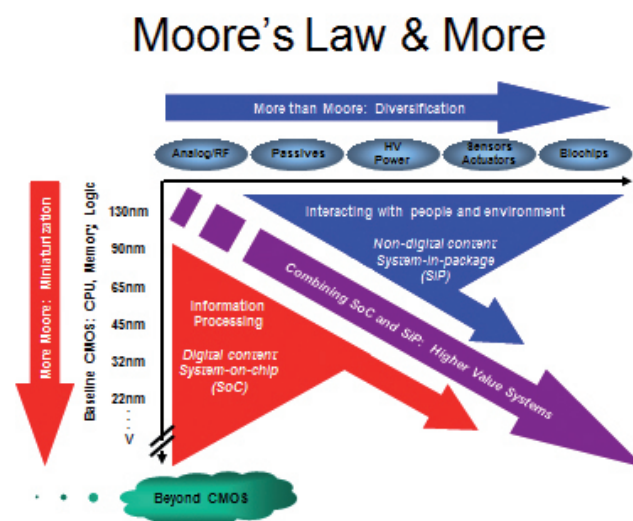 Moore's Law & More
More than Moore: Diversification
Analog/RF
Passives
HV
Power
Sensors
Actuators
Biochips
More Moore: Miniaturization
Baseline CMOS: CPU, Memory, Logic
130nm
90nm
65nm
45nm
32nm
22nm
V
Interacting with people and environment
Non-digital content
System-in-package
(SiP)
Combining SoC and SiP: Higher Value Systems
Information
Processing
Digital content
System-on-chip
(SoC)
Beyond CMOS